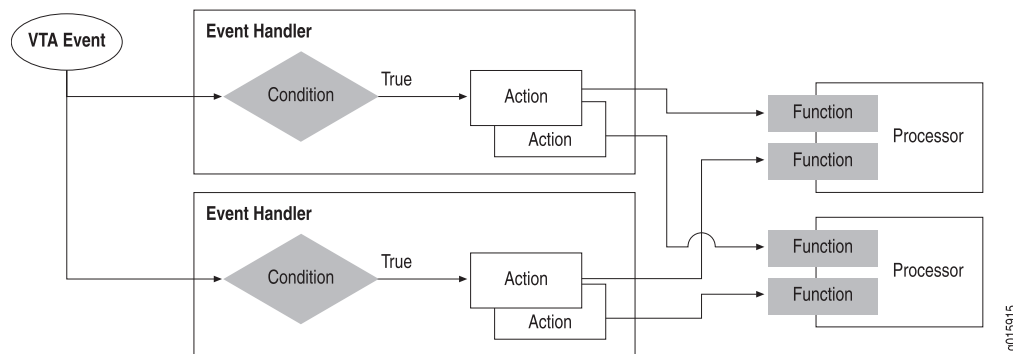 VTA Event
Event Handler
Condition
True
Action
Action
Function
Function
Processor
Event Handler
Condition
True
Action
Action
Function
Function
Processor
g015915